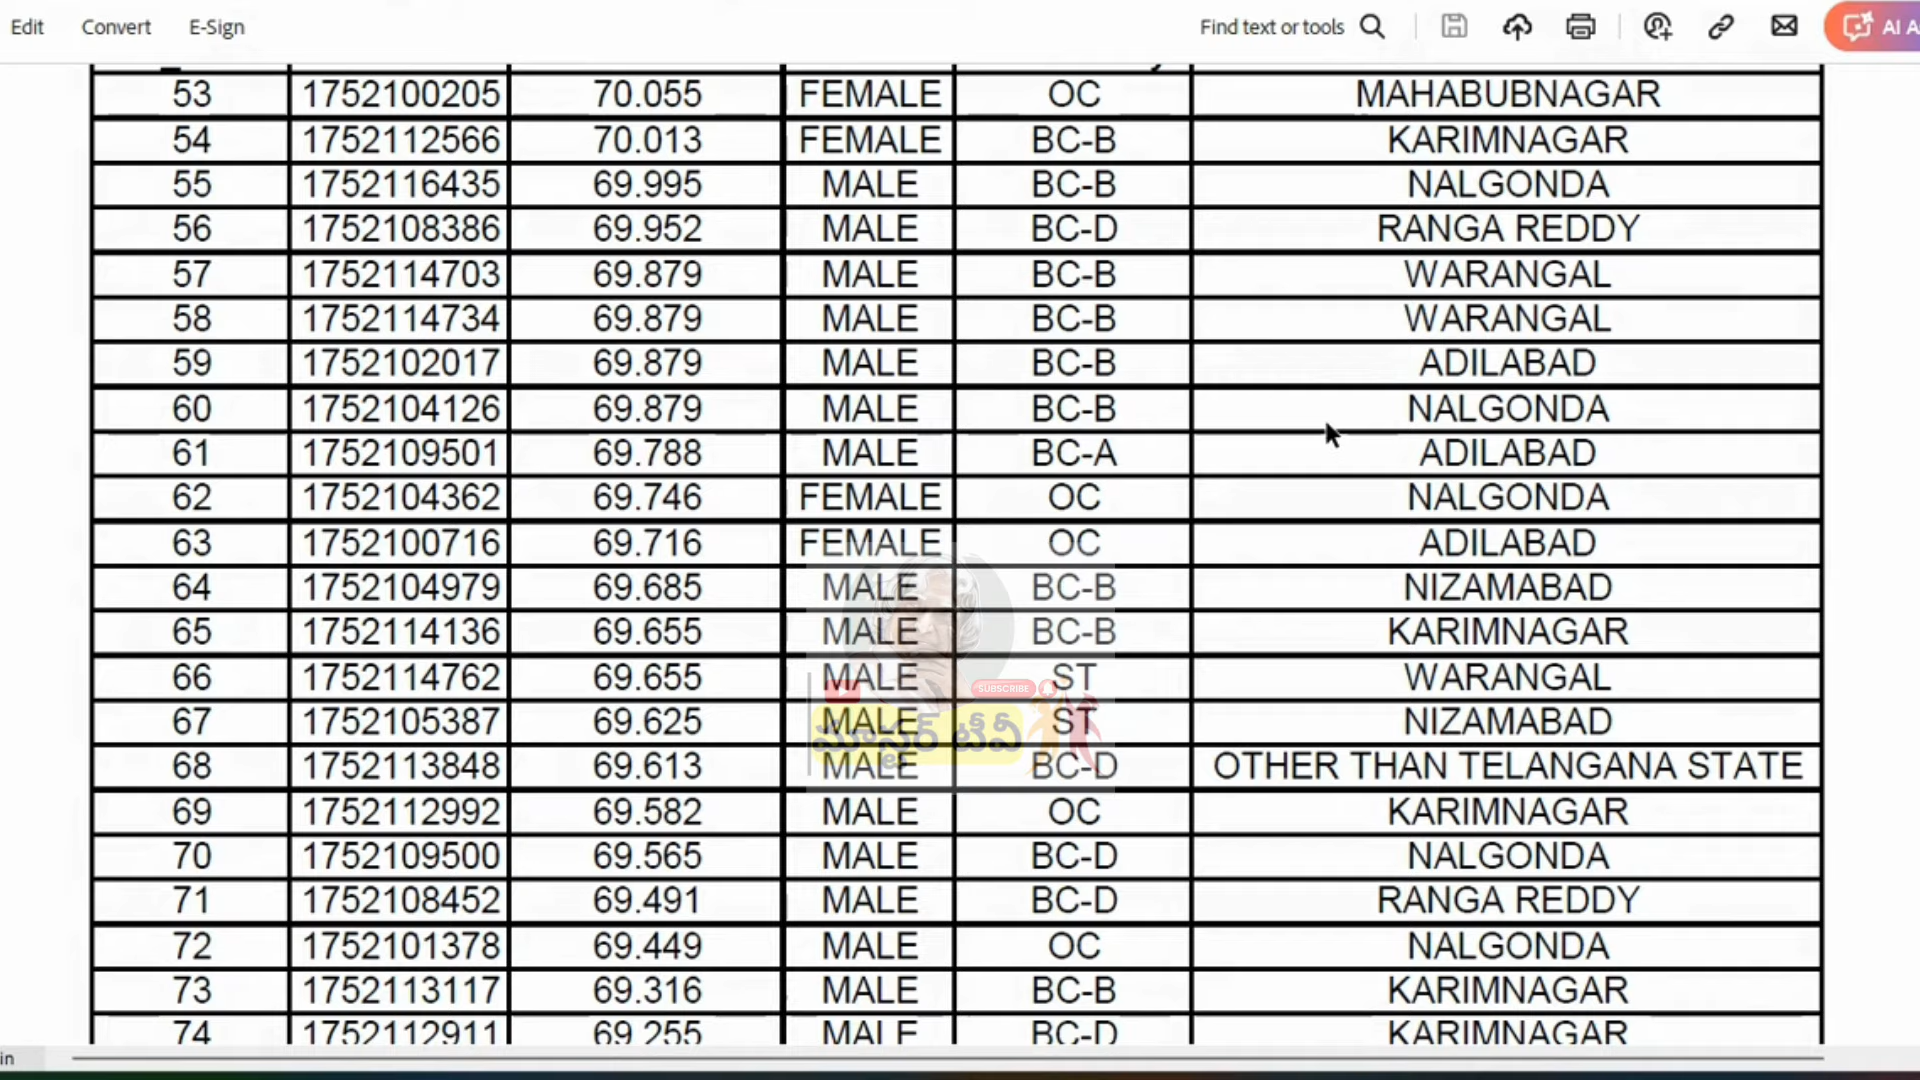 Edit Convert E-Sign Find text or tools AI A
53 1752100205 70.055 FEMALE OC MAHABUBNAGAR
54 1752112566 70.013 FEMALE BC-B KARIMNAGAR
55 1752116435 69.995 MALE BC-B NALGONDA
56 1752108386 69.952 MALE BC-D RANGA REDDY
57 1752114703 69.879 MALE BC-B WARANGAL
58 1752114734 69.879 MALE BC-B WARANGAL
59 1752102017 69.879 MALE BC-B ADILABAD
60 1752104126 69.879 MALE BC-B NALGONDA
61 1752109501 69.788 MALE BC-A ADILABAD
62 1752104362 69.746 FEMALE OC NALGONDA
63 1752100716 69.716 FEMALE OC ADILABAD
64 1752104979 69.685 MALE BC-B NIZAMABAD
65 1752114136 69.655 MALE BC-B KARIMNAGAR
66 1752114762 69.655 MALE ST WARANGAL
SUBSCRIBE
67 1752105387 69.625 MALE ST NIZAMABAD
మాస్టర్ టీవీ
68 1752113848 69.613 MALE BC-D OTHER THAN TELANGANA STATE
69 1752112992 69.582 MALE OC KARIMNAGAR
70 1752109500 69.565 MALE BC-D NALGONDA
71 1752108452 69.491 MALE BC-D RANGA REDDY
72 1752101378 69.449 MALE OC NALGONDA
73 1752113117 69.316 MALE BC-B KARIMNAGAR
74 1752112911 69.255 MALE BC-D KARIMNAGAR
in